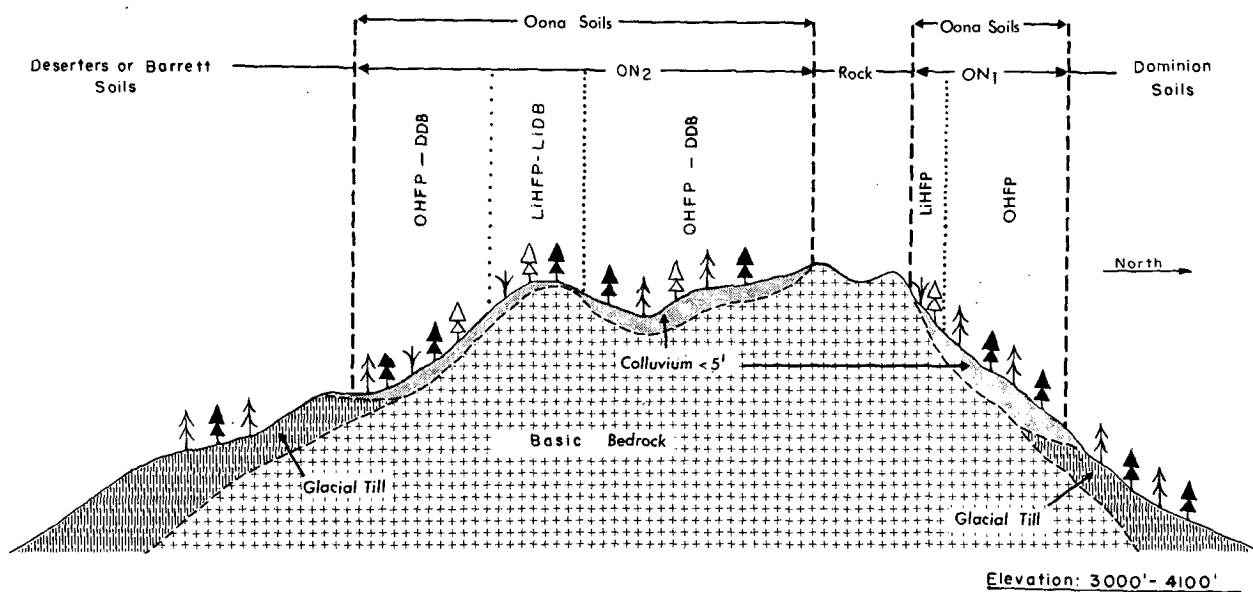 Oona Soils
Oona Soils
Deserters or Barrett
Soils
ON2
Rock
ON1
Dominion
Soils
OHFP – DDB
LiHFP-LiDB
OHFP – DDB
LiHFP
OHFP
North
Colluvium <5'
Basic Bedrock
Glacial Till
Glacial Till
Elevation: 3000'- 4100'